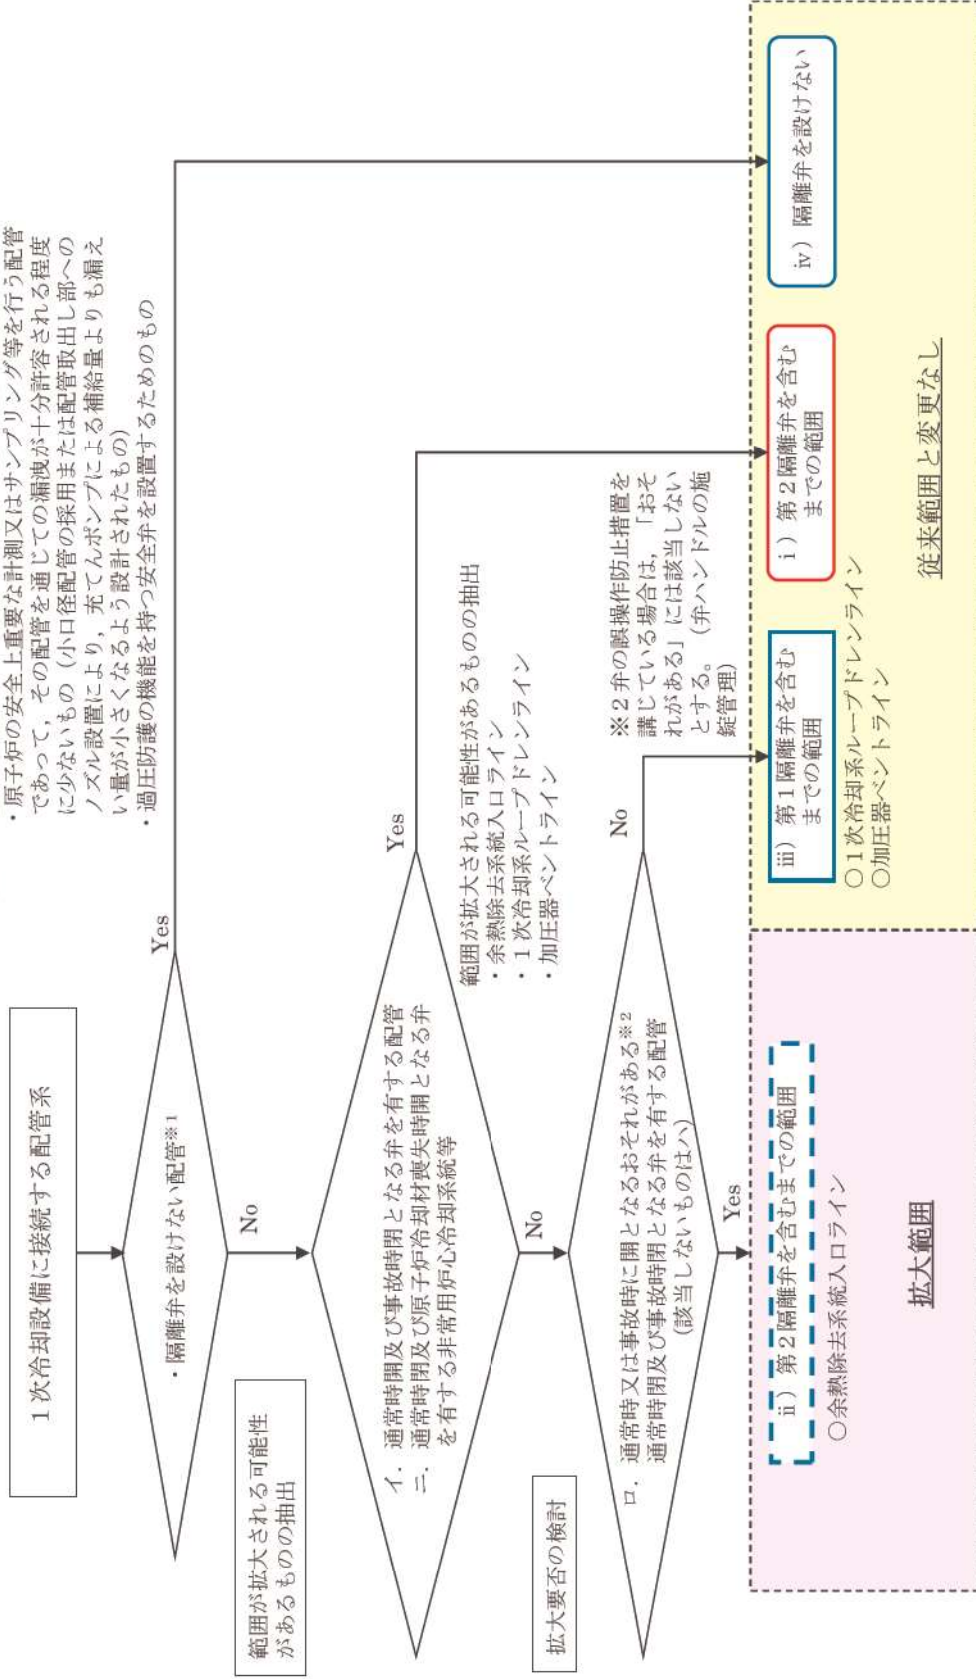 ・原子炉の安全上重要な計測又はサンプリング等を行う配管
であって，その配管を通じての漏洩が十分許容される程度
に少ないもの（小口径配管の採用または配管取出し部への
ノズル設置により，充てんポンプによる補給量よりも漏え
い量が小さくなるよう設計されたもの）
・過圧防護の機能を持つ安全弁を設置するためのもの
1次冷却設備に接続する配管系
・隔離弁を設けない配管※1
Yes
No
範囲が拡大される可能性
があるものの抽出
イ．通常時開及び事故時閉となる弁を有する配管
ニ．通常時閉及び原子炉冷却材喪失時開となる弁
を有する非常用炉心冷却系統等
Yes
No
範囲が拡大される可能性があるものの抽出
・余熱除去系統入口ライン
・1次冷却系ループドレンライン
・加圧器ベントライン
拡大要否の検討
ロ．通常時又は事故時に開となるおそれがある※2
通常時閉及び事故時閉となる弁を有する配管
（該当しないものはハ）
No
Yes
※2弁の誤操作防止措置を
講じている場合は，「おそ
れがある」には該当しない
とする。（弁ハンドルの施
錠管理）
ⅱ）第2隔離弁を含むまでの範囲
○余熱除去系統入口ライン
拡大範囲
ⅲ）第1隔離弁を含む
までの範囲
○1次冷却系ループドレンライン
○加圧器ベントライン
ⅰ）第2隔離弁を含む
までの範囲
ⅳ）隔離弁を設けない
従来範囲と変更なし